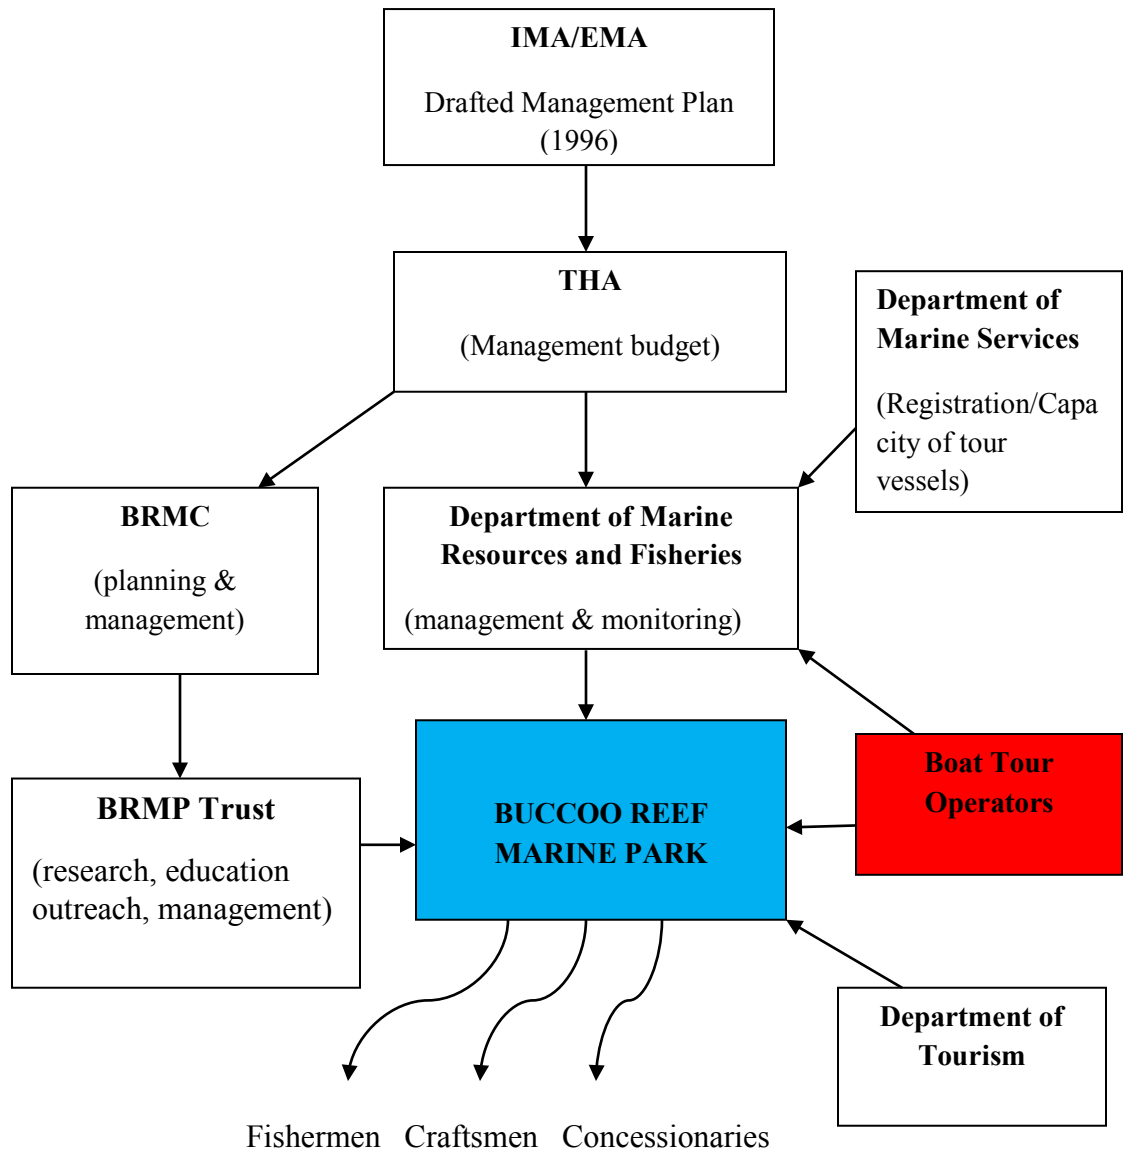 IMA/EMA
Drafted Management Plan
(1996)
THA
(Management budget)
Department of
Marine Services
(Registration/Capa
city of tour
vessels)
BRMC
(planning &
management)
Department of Marine
Resources and Fisheries
(management & monitoring)
BRMP Trust
(research, education
outreach, management)
BUCCOO REEF
MARINE PARK
Boat Tour
Operators
Department of
Tourism
Fishermen Craftsmen Concessionaries